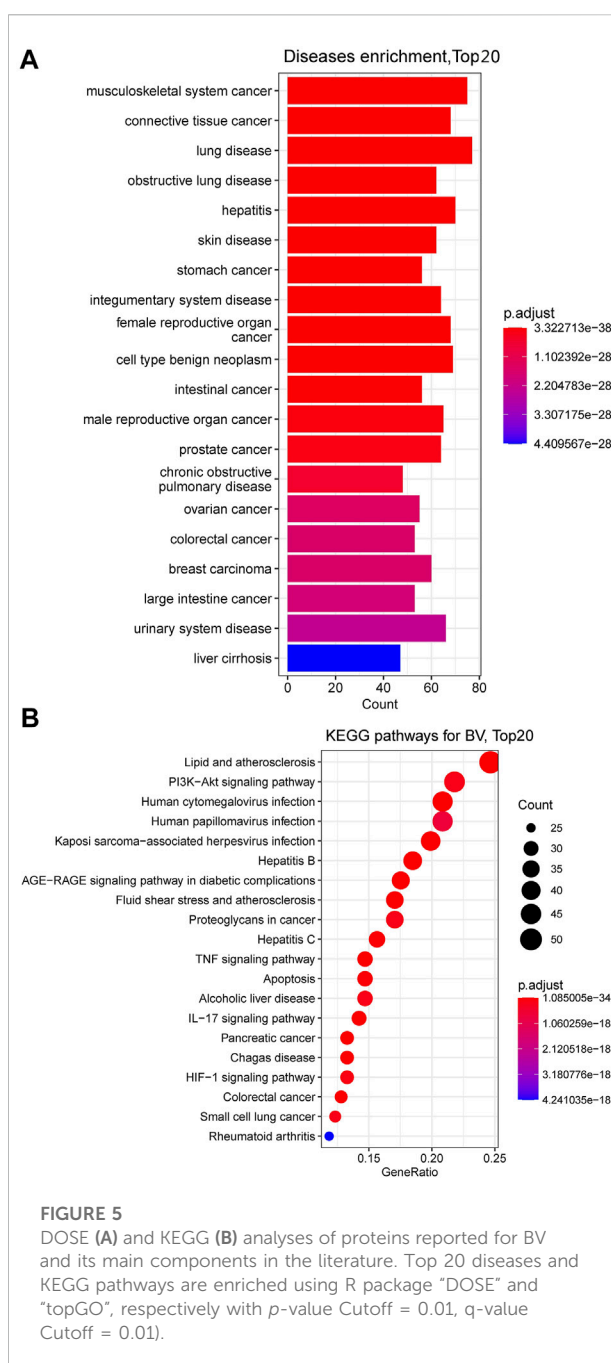 A
Diseases enrichment,Top20
musculoskeletal system cancer
connective tissue cancer
lung disease
obstructive lung disease
hepatitis
skin disease
stomach cancer
integumentary system disease
female reproductive organ
cancer
cell type benign neoplasm
intestinal cancer
male reproductive organ cancer
prostate cancer
chronic obstructive
pulmonary disease
ovarian cancer
colorectal cancer
breast carcinoma
large intestine cancer
urinary system disease
liver cirrhosis
0 20 40 60 80
Count
p.adjust
3.322713e−38
1.102392e−28
2.204783e−28
3.307175e−28
4.409567e−28
B
KEGG pathways for BV, Top20
Lipid and atherosclerosis
PI3K−Akt signaling pathway
Human cytomegalovirus infection
Human papillomavirus infection
Kaposi sarcoma−associated herpesvirus infection
Hepatitis B
AGE−RAGE signaling pathway in diabetic complications
Fluid shear stress and atherosclerosis
Proteoglycans in cancer
Hepatitis C
TNF signaling pathway
Apoptosis
Alcoholic liver disease
IL−17 signaling pathway
Pancreatic cancer
Chagas disease
HIF−1 signaling pathway
Colorectal cancer
Small cell lung cancer
Rheumatoid arthritis
0.15 0.20 0.25
GeneRatio
Count
25
30
35
40
45
50
p.adjust
1.085005e−34
1.060259e−18
2.120518e−18
3.180776e−18
4.241035e−18
FIGURE 5
DOSE (A) and KEGG (B) analyses of proteins reported for BV
and its main components in the literature. Top 20 diseases and
KEGG pathways are enriched using R package “DOSE” and
“topGO”, respectively with p-value Cutoff = 0.01, q-value
Cutoff = 0.01).